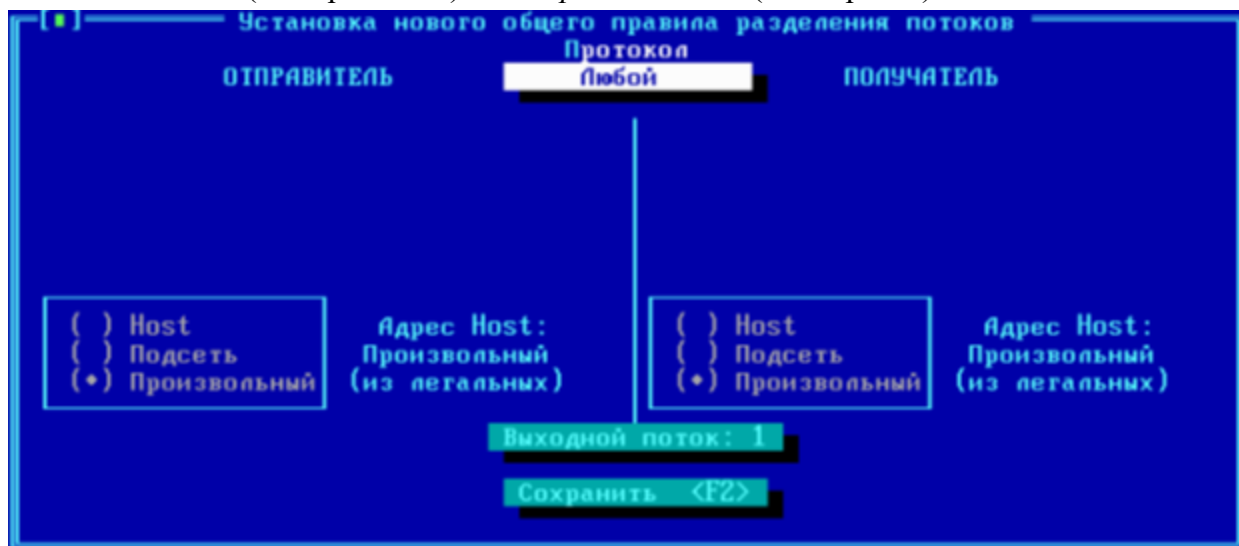 [■] Установка нового общего правила разделения потоков
Протокол
ОТПРАВИТЕЛЬ Любой ПОЛУЧАТЕЛЬ
( ) Host Адрес Host: ( ) Host Адрес Host:
( ) Подсеть Произвольный ( ) Подсеть Произвольный
(•) Произвольный (из легальных) (•) Произвольный (из легальных)
Выходной поток: 1
Сохранить <F2>